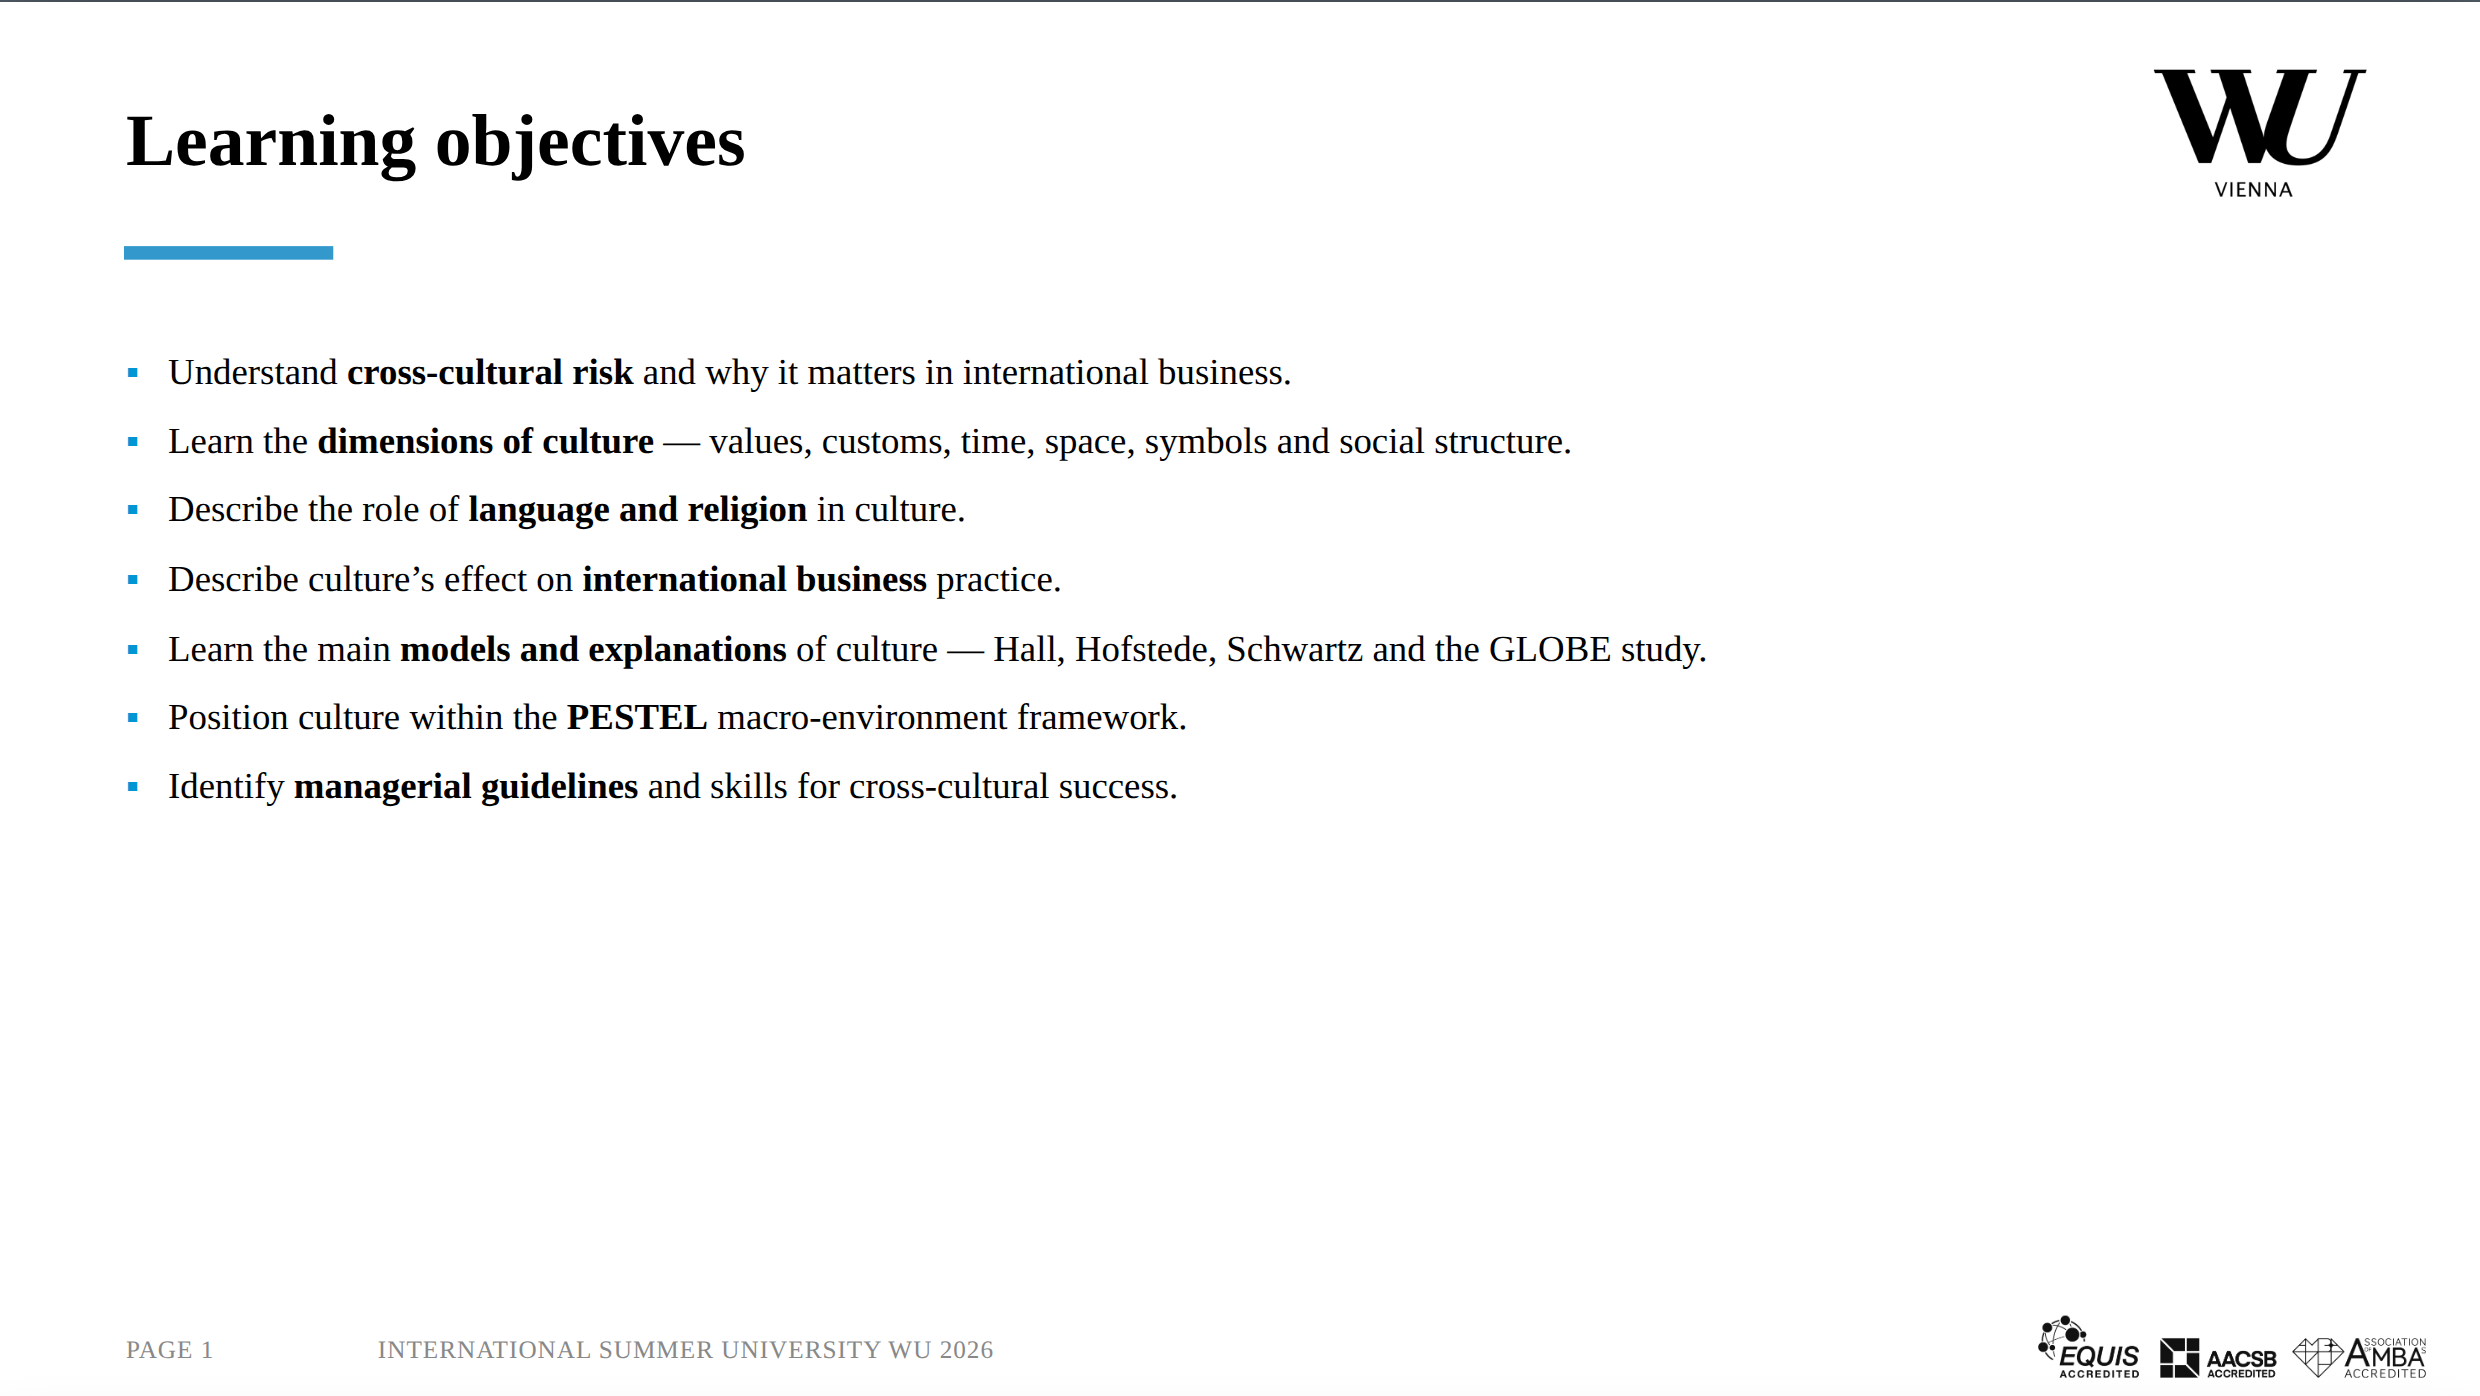 Learning objectives
WU
VIENNA
▪ Understand cross-cultural risk and why it matters in international business.
▪ Learn the dimensions of culture — values, customs, time, space, symbols and social structure.
▪ Describe the role of language and religion in culture.
▪ Describe culture’s effect on international business practice.
▪ Learn the main models and explanations of culture — Hall, Hofstede, Schwartz and the GLOBE study.
▪ Position culture within the PESTEL macro-environment framework.
▪ Identify managerial guidelines and skills for cross-cultural success.
PAGE 1 INTERNATIONAL SUMMER UNIVERSITY WU 2026
EQUIS
ACCREDITED
AACSB
ACCREDITED
ASSOCIATION
OF
AMBAS
ACCREDITED